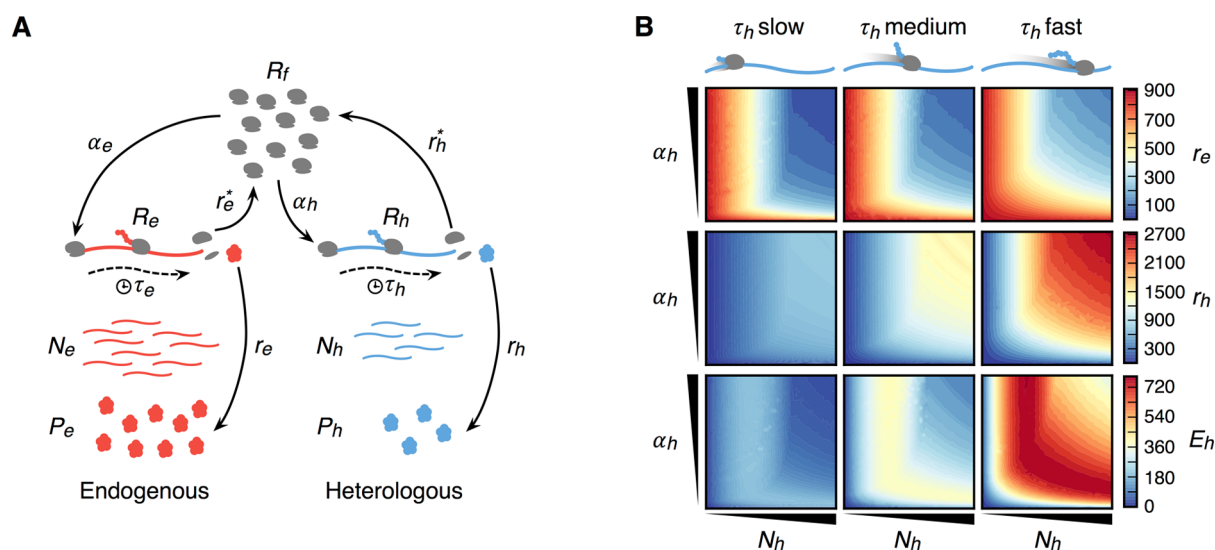 A
R_f
α_e
r_e^*
α_h
r_h^*
R_e
R_h
τ_e
τ_h
N_e
r_e
N_h
r_h
P_e
P_h
Endogenous
Heterologous
B
τ_h slow
τ_h medium
τ_h fast
α_h
900
700
500
300
100
r_e
α_h
2700
2100
1500
900
300
r_h
α_h
720
540
360
180
0
E_h
N_h
N_h
N_h